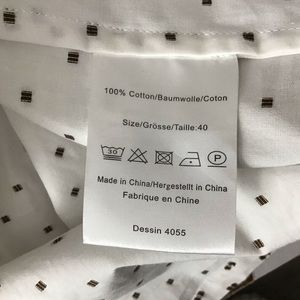 100% Cotton/Baumwolle/Coton
Size/Grösse/Taille:40
30 P
Made in China/Hergestellt in China
Fabrique en Chine
Dessin 4055